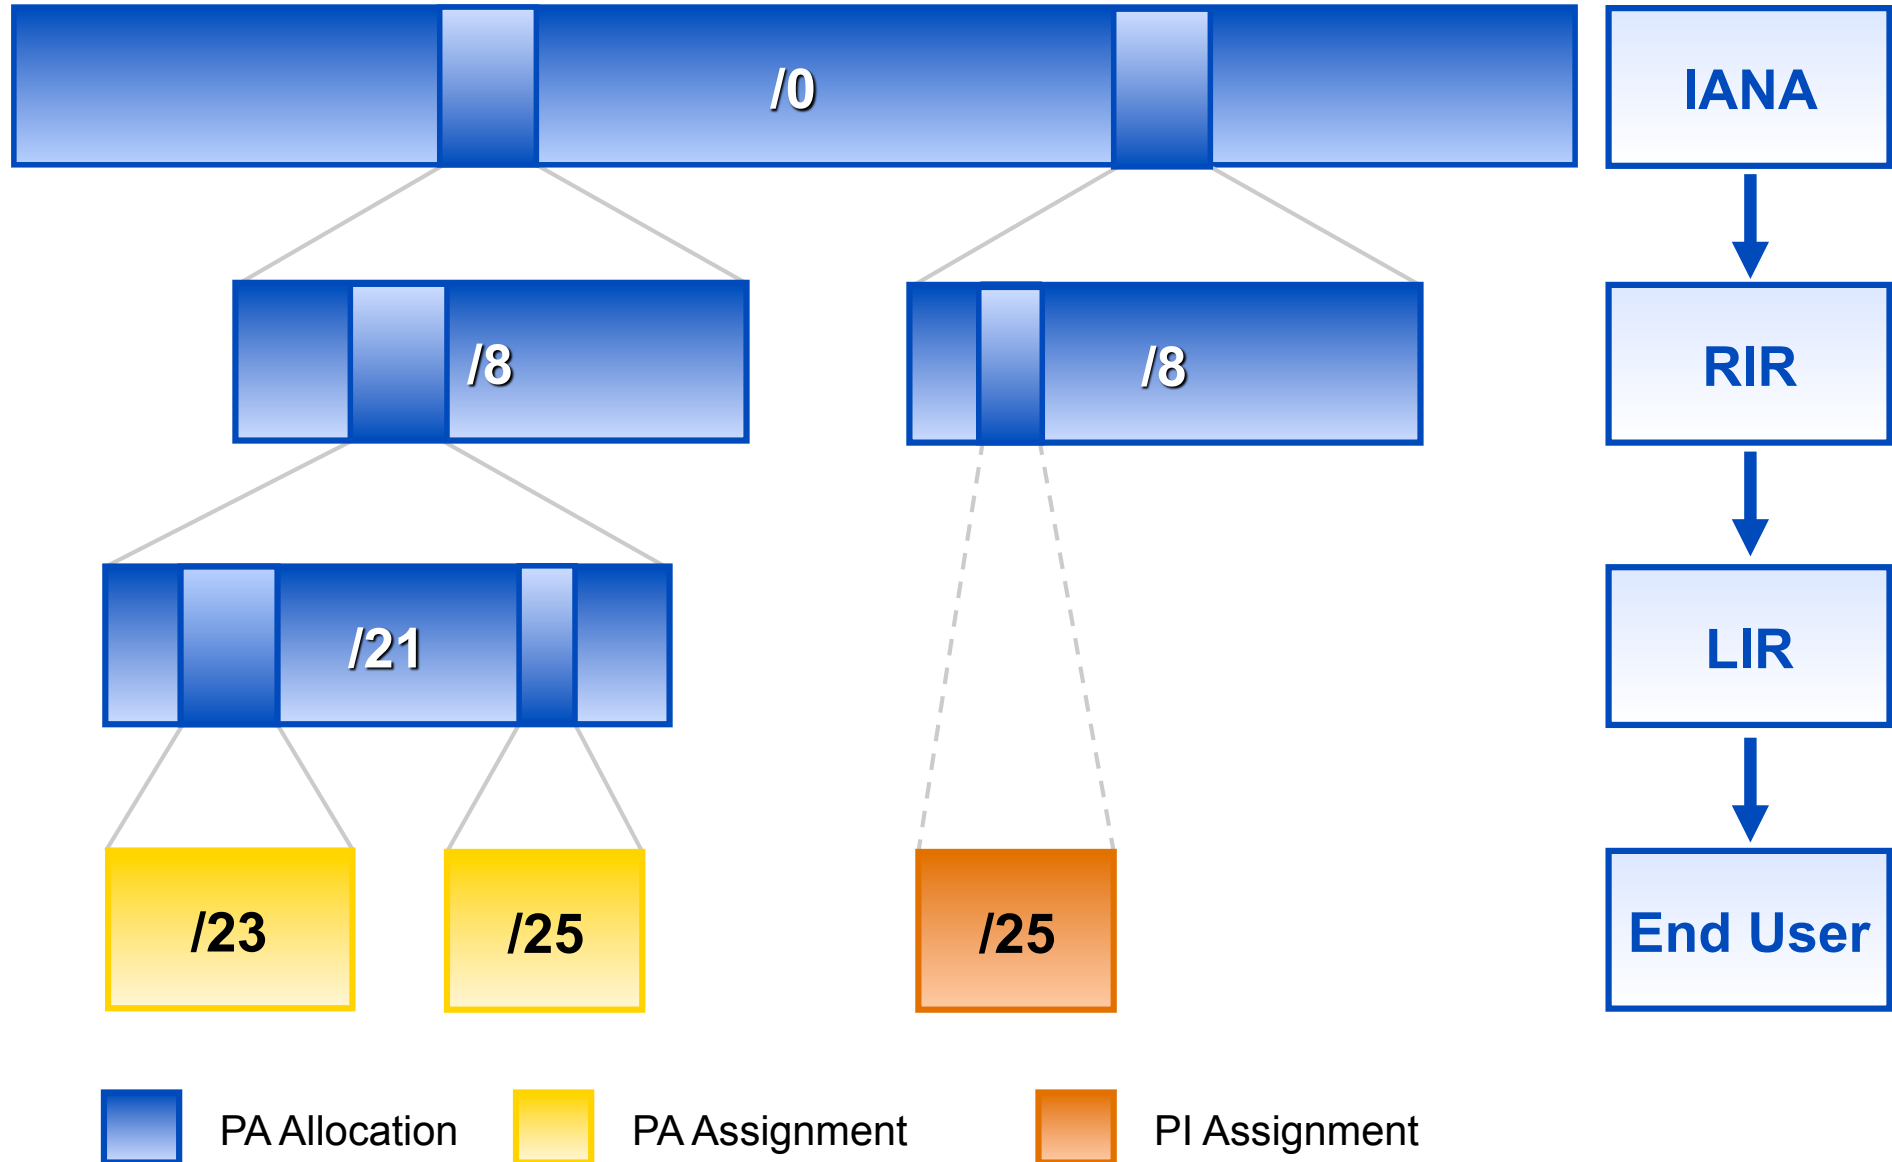 /0
IANA
/8
/8
RIR
/21
LIR
/23
/25
/25
End User
PA Allocation
PA Assignment
PI Assignment